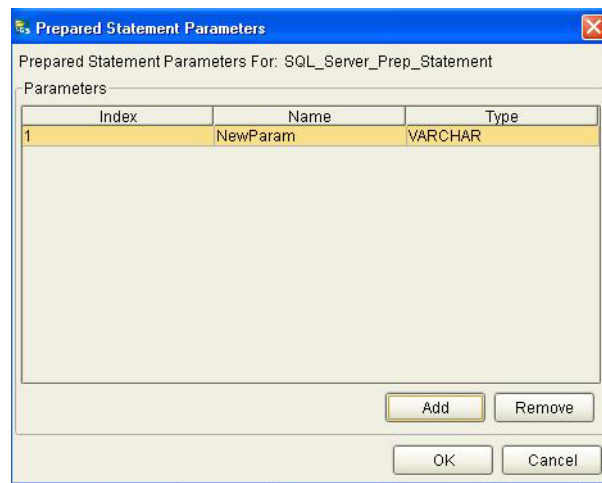 Prepared Statement Parameters
Prepared Statement Parameters For: SQL_Server_Prep_Statement
Parameters
Index Name Type
1 NewParam VARCHAR
Add Remove
OK Cancel